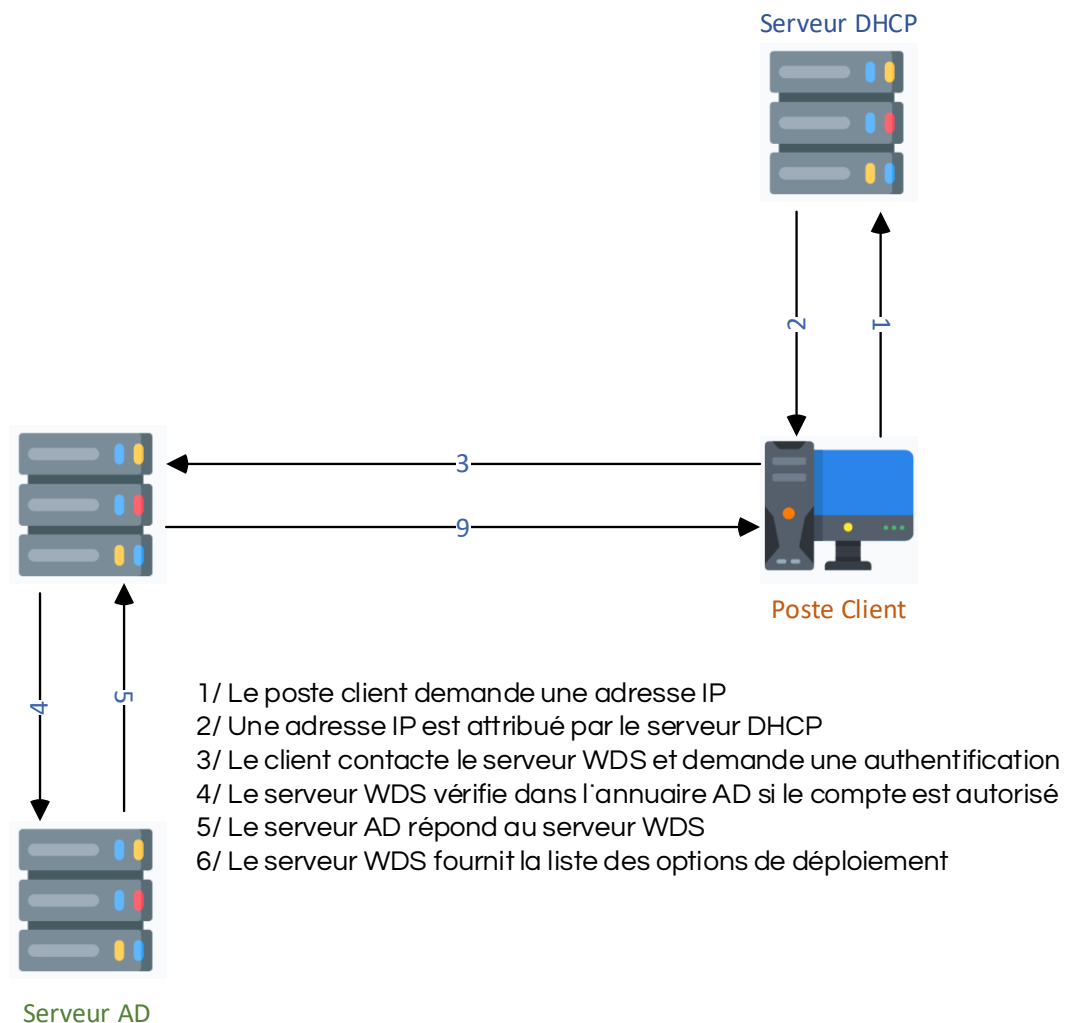 Serveur DHCP
2
1
3
9
Poste Client
4
5
1/ Le poste client demande une adresse IP
2/ Une adresse IP est attribué par le serveur DHCP
3/ Le client contacte le serveur WDS et demande une authentification
4/ Le serveur WDS vérifie dans l˙annuaire AD si le compte est autorisé
5/ Le serveur AD répond au serveur WDS
6/ Le serveur WDS fournit la liste des options de déploiement
Serveur AD